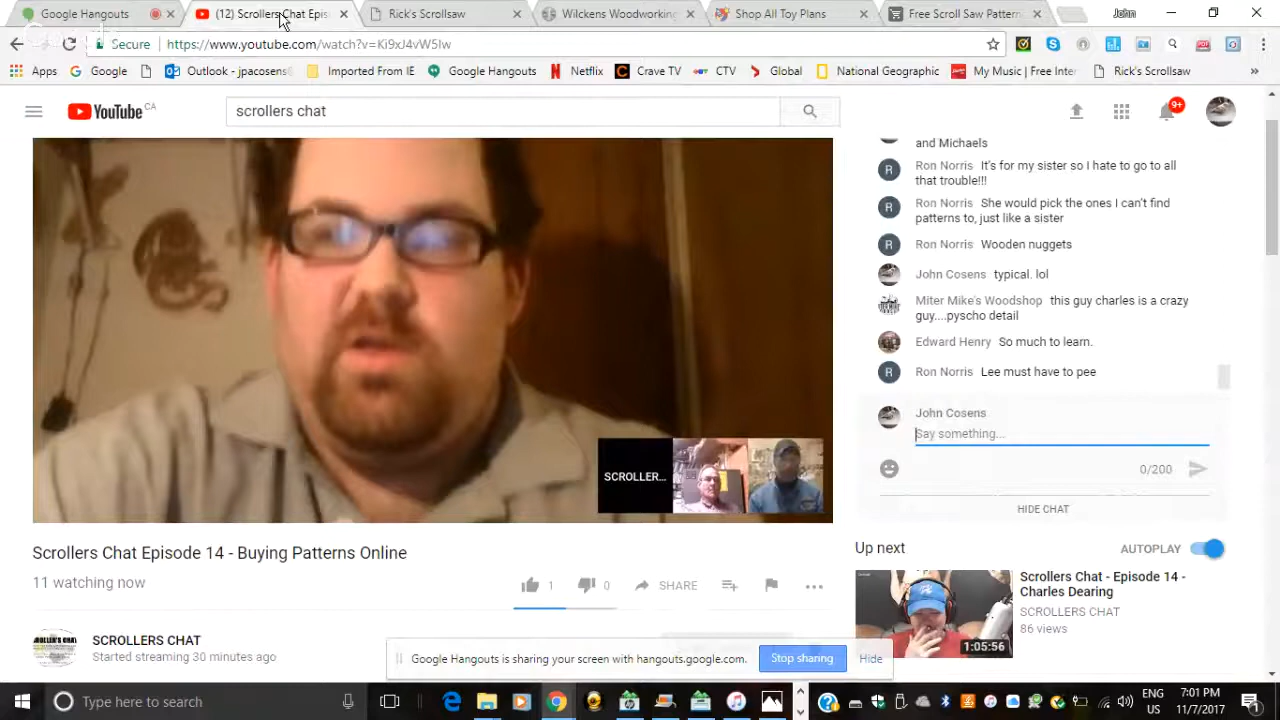 Google Hangouts
(12) Scrollers Chat Epis
Rick's Scrollsaw
Wilckens Woodworking
Shop All Toy Plans
Free Scroll Saw Pattern
John
Secure
https://www.youtube.com/watch?v=Ki9xJ4vW5Iw
Apps
Google
Outlook - jpacosens
Imported From IE
Google Hangouts
Netflix
Crave TV
CTV
Global
National Geographic
My Music | Free Inter
Rick's Scrollsaw
»
YouTube CA
scrollers chat
9+
and Michaels
Ron Norris It's for my sister so I hate to go to all
that trouble!!!
Ron Norris She would pick the ones I can't find
patterns to, just like a sister
Ron Norris Wooden nuggets
John Cosens typical. lol
Miter Mike's Woodshop this guy charles is a crazy
guy....pyscho detail
Edward Henry So much to learn.
Ron Norris Lee must have to pee
John Cosens
Say something...
0/200
HIDE CHAT
SCROLLER...
Scrollers Chat Episode 14 - Buying Patterns Online
11 watching now
1
0
SHARE
SCROLLERS CHAT
Started streaming 30 minutes ago
Up next
AUTOPLAY
Scrollers Chat - Episode 14 -
Charles Dearing
SCROLLERS CHAT
86 views
1:05:56
Google Hangouts is sharing your screen with hangouts.google.com.
Stop sharing
Hide
Type here to search
ENG
US
7:01 PM
11/7/2017